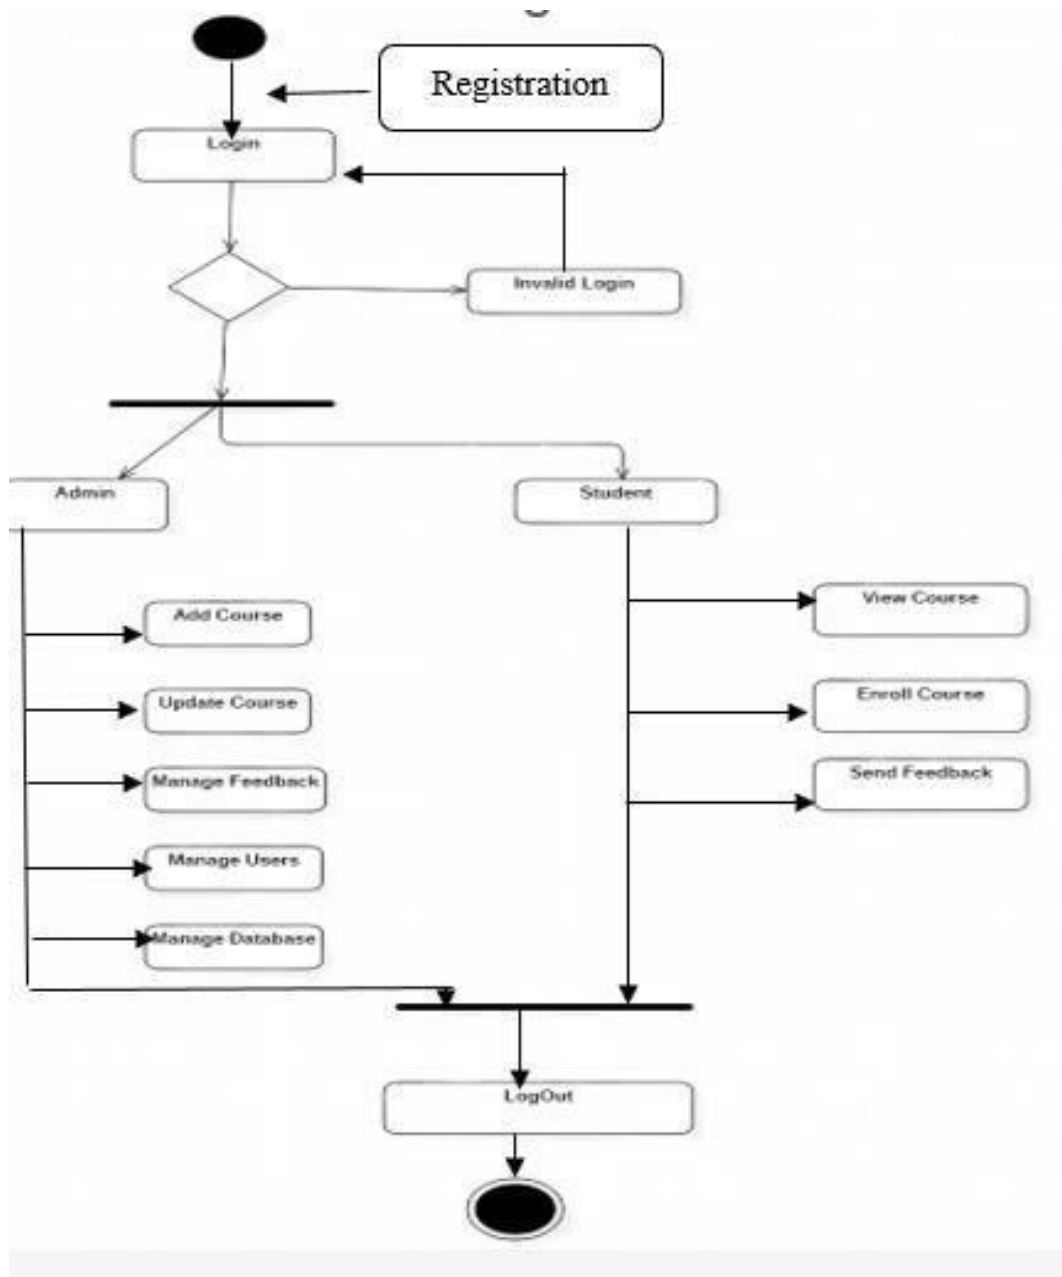 Registration
Login
Invalid Login
Admin
Student
Add Course
View Course
Update Course
Enroll Course
Manage Feedback
Send Feedback
Manage Users
Manage Database
LogOut